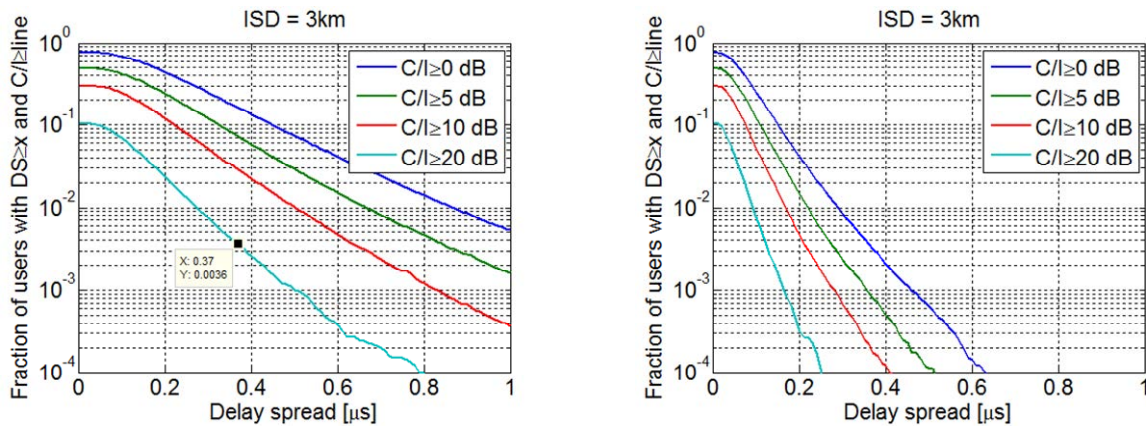 ISD = 3km
Fraction of users with DS≥x and C/I≥line
10^0
10^-1
10^-2
10^-3
10^-4
C/I≥0 dB
C/I≥5 dB
C/I≥10 dB
C/I≥20 dB
X: 0.37
Y: 0.0036
0 0.2 0.4 0.6 0.8 1
Delay spread [μs]
ISD = 3km
Fraction of users with DS≥x and C/I≥line
10^0
10^-1
10^-2
10^-3
10^-4
C/I≥0 dB
C/I≥5 dB
C/I≥10 dB
C/I≥20 dB
0 0.2 0.4 0.6 0.8 1
Delay spread [μs]